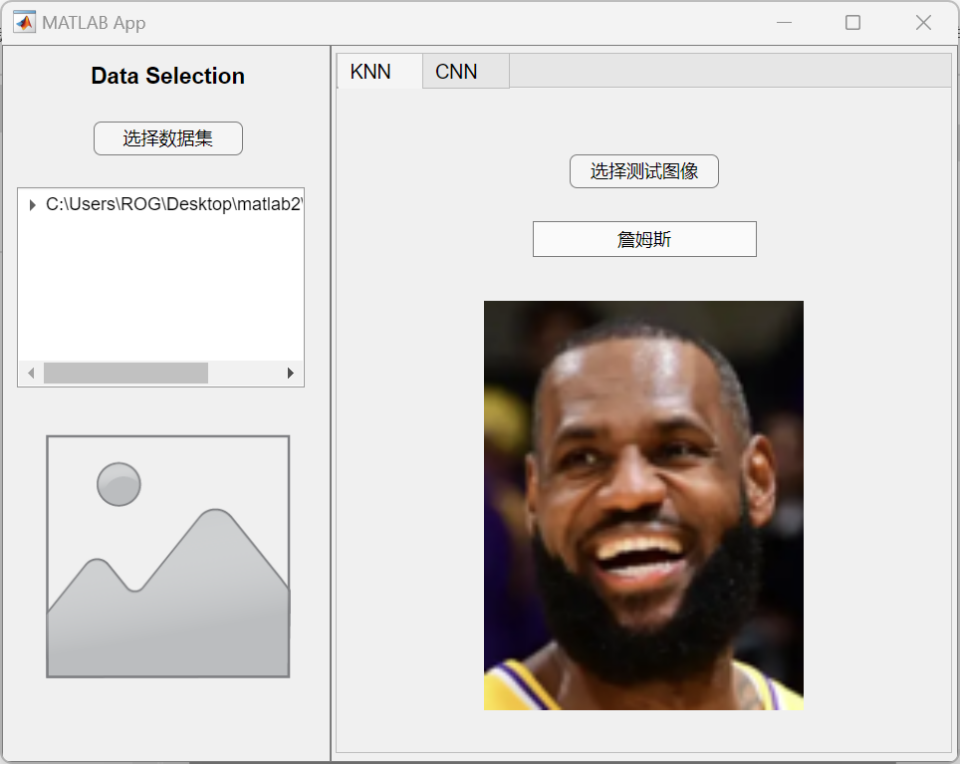 MATLAB App
Data Selection
选择数据集
C:\Users\ROG\Desktop\matlab2\
KNN
CNN
选择测试图像
詹姆斯